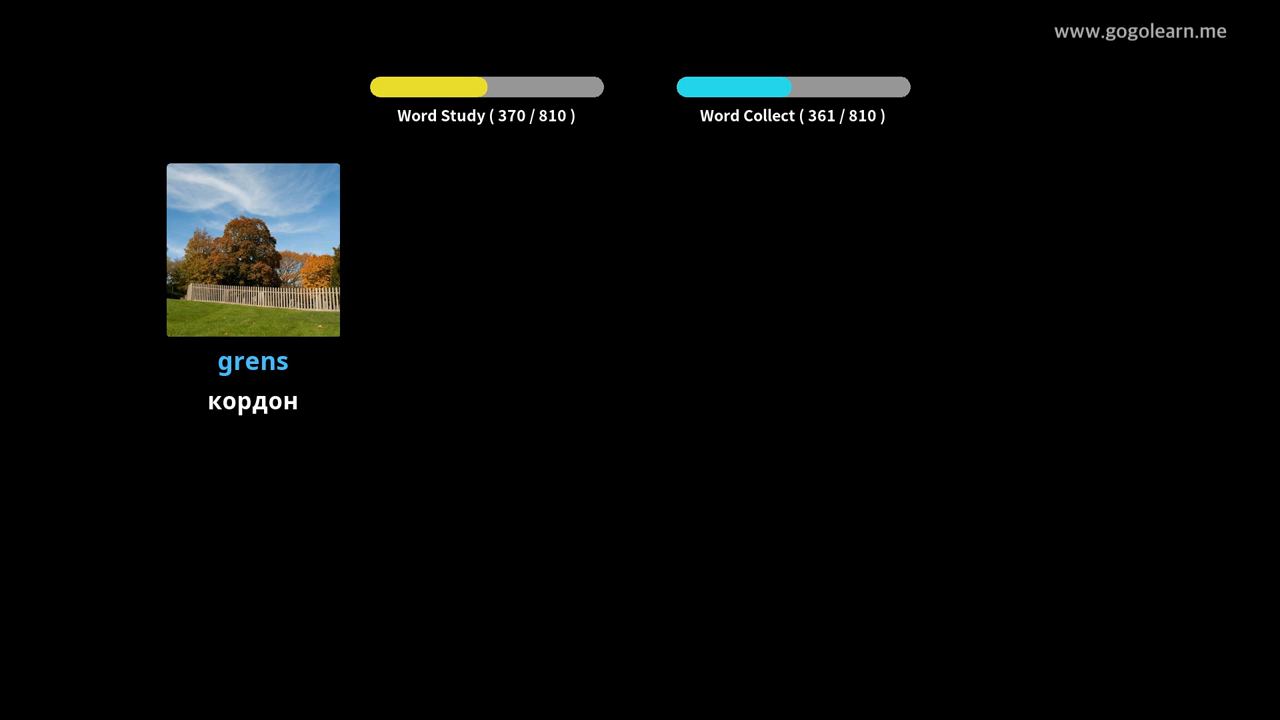 www.gogolearn.me
Word Study ( 370 / 810 )
Word Collect ( 361 / 810 )
grens
кордон